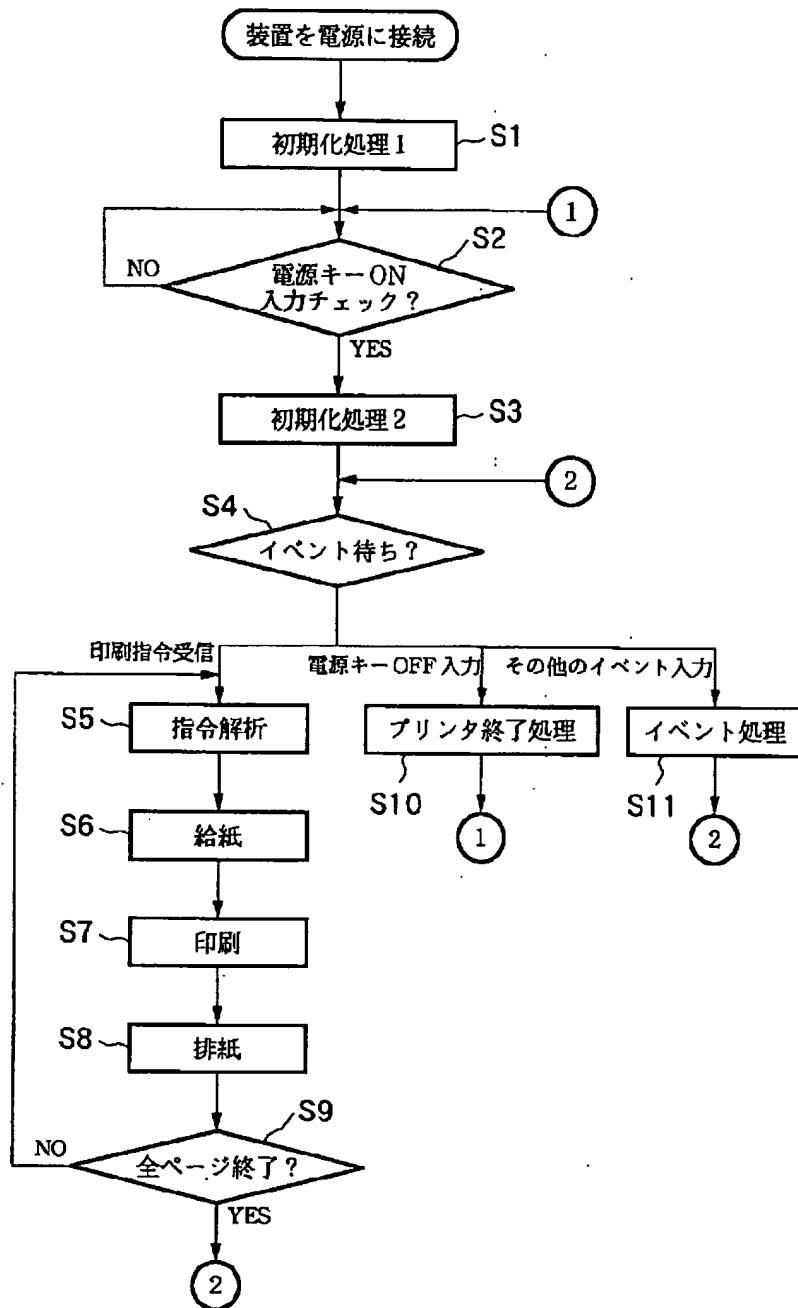 装置を電源に接続
初期化処理1
S1
1
S2
NO
電源キーON
入力チェック?
YES
初期化処理2
S3
2
S4
イベント待ち?
印刷指令受信
電源キーOFF入力
その他のイベント入力
S5
指令解析
プリンタ終了処理
イベント処理
S10
S11
S6
給紙
1
2
S7
印刷
S8
排紙
S9
NO
全ページ終了?
YES
2